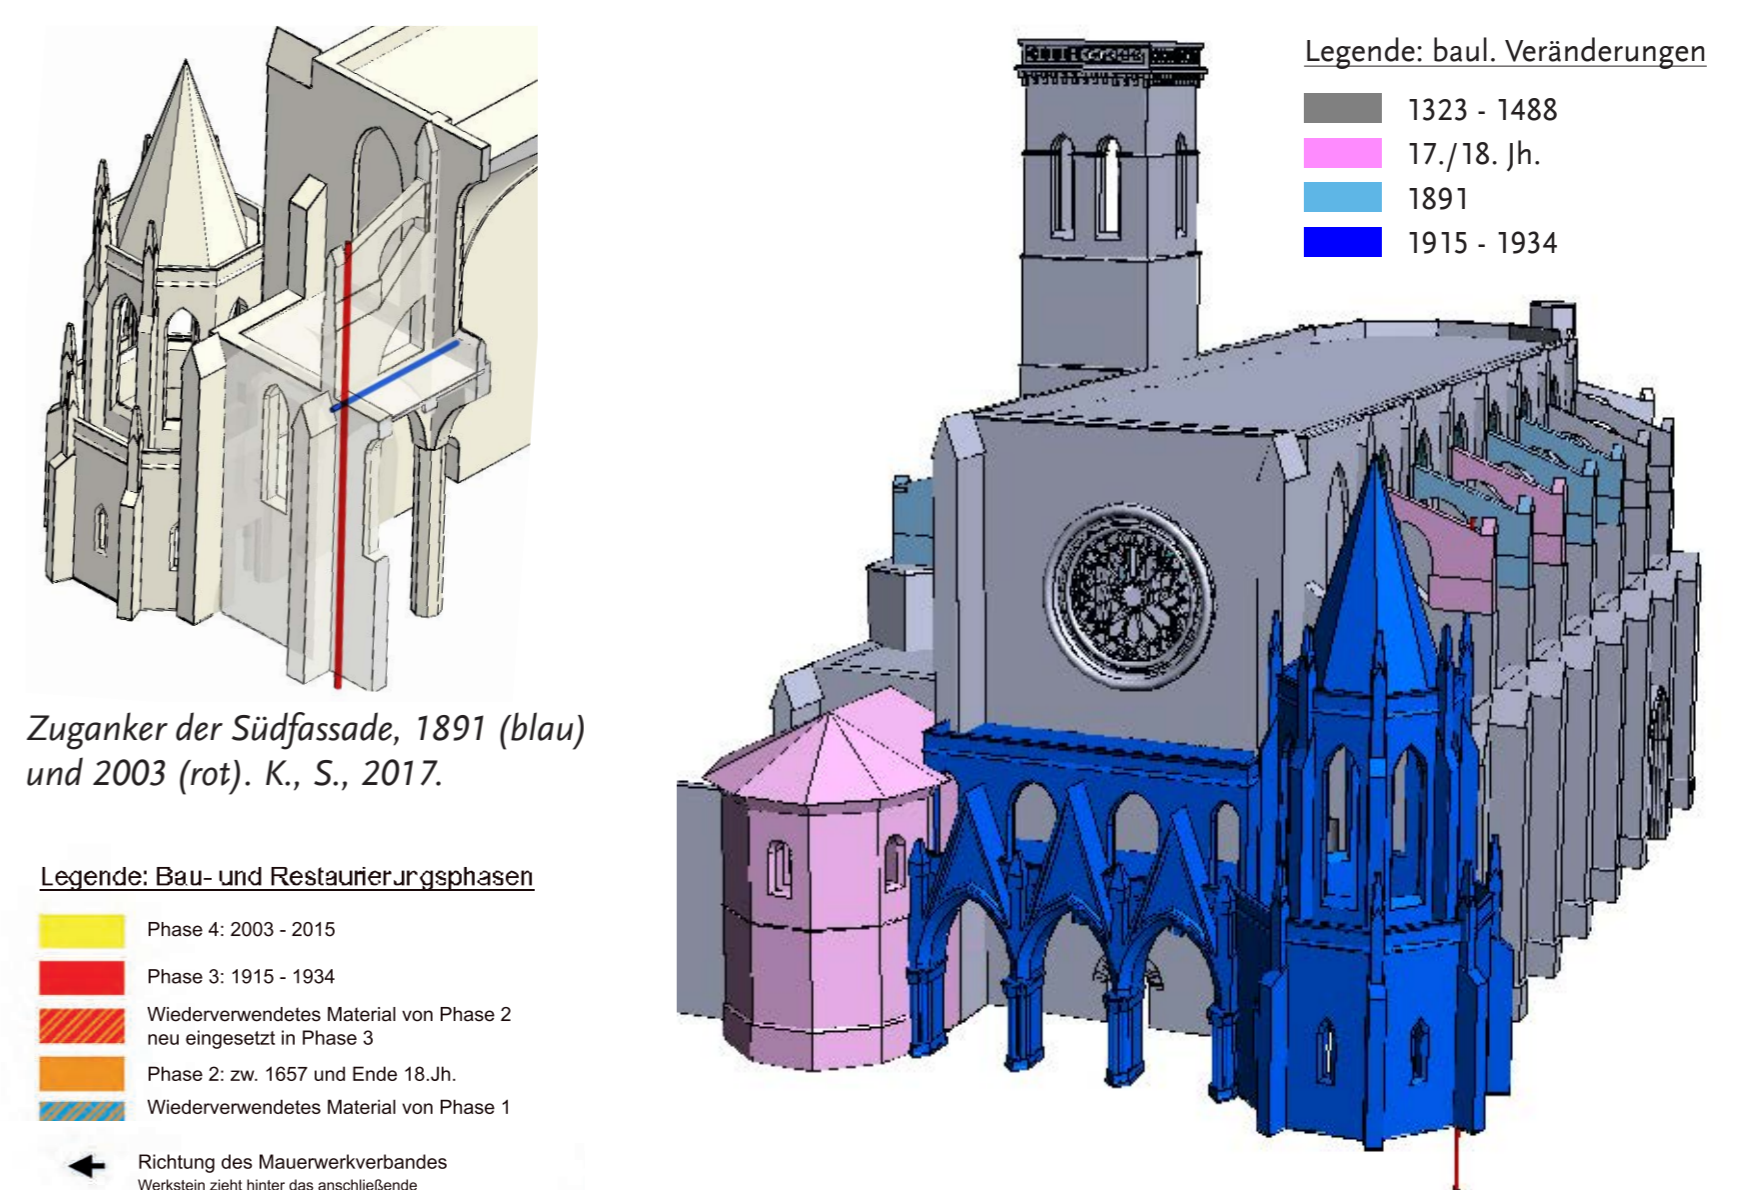 Legende: baul. Veränderungen
1323 - 1488
17./18. Jh.
1891
1915 - 1934
Zuganker der Südfassade, 1891 (blau)
und 2003 (rot). K., S., 2017.
Legende: Bau- und Restaurierungsphasen
Phase 4: 2003 - 2015
Phase 3: 1915 - 1934
Wiederverwendetes Material von Phase 2
neu eingesetzt in Phase 3
Phase 2: zw. 1657 und Ende 18.Jh.
Wiederverwendetes Material von Phase 1
Richtung des Mauerwerkverbandes
Werkstein zieht hinter das anschließende